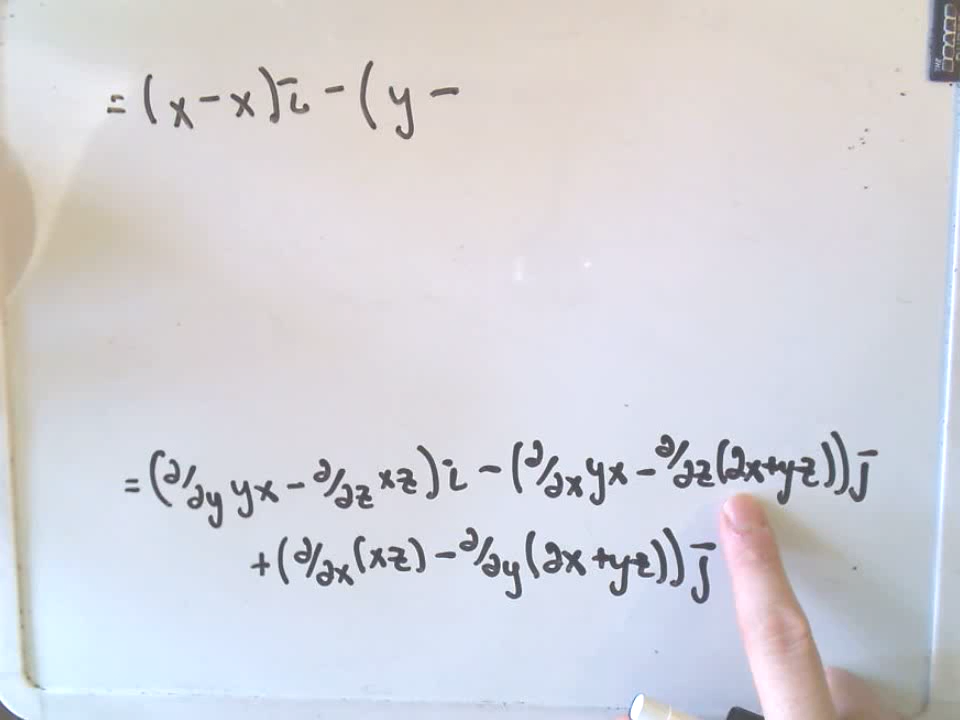 = (x - x) i̅ - (y -
= (∂/∂y yx - ∂/∂z xz) i̅ - (∂/∂x yx - ∂/∂z (2x+yz)) j̅
+ (∂/∂x (xz) - ∂/∂y (2x+yz)) j̅